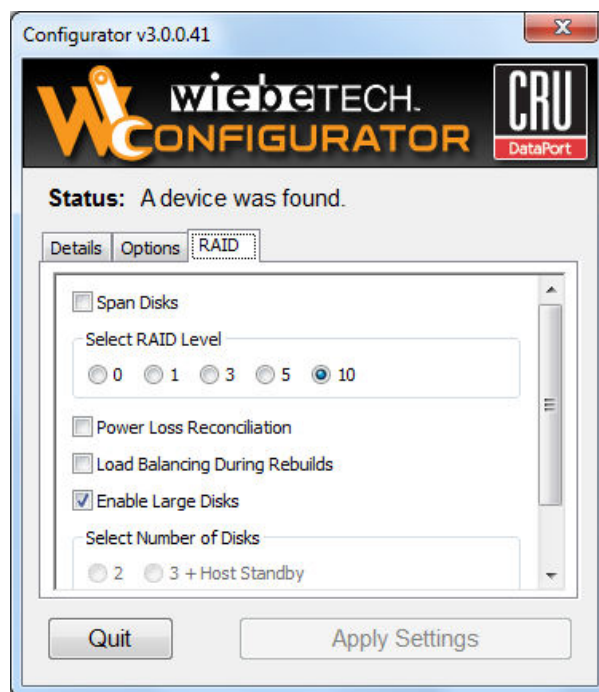 Configurator v3.0.0.41
wiebeTECH.
CONFIGURATOR
CRU
DataPort
Status: A device was found.
Details Options RAID
Span Disks
Select RAID Level
0 1 3 5 10
Power Loss Reconciliation
Load Balancing During Rebuilds
Enable Large Disks
Select Number of Disks
2 3 + Host Standby
Quit Apply Settings